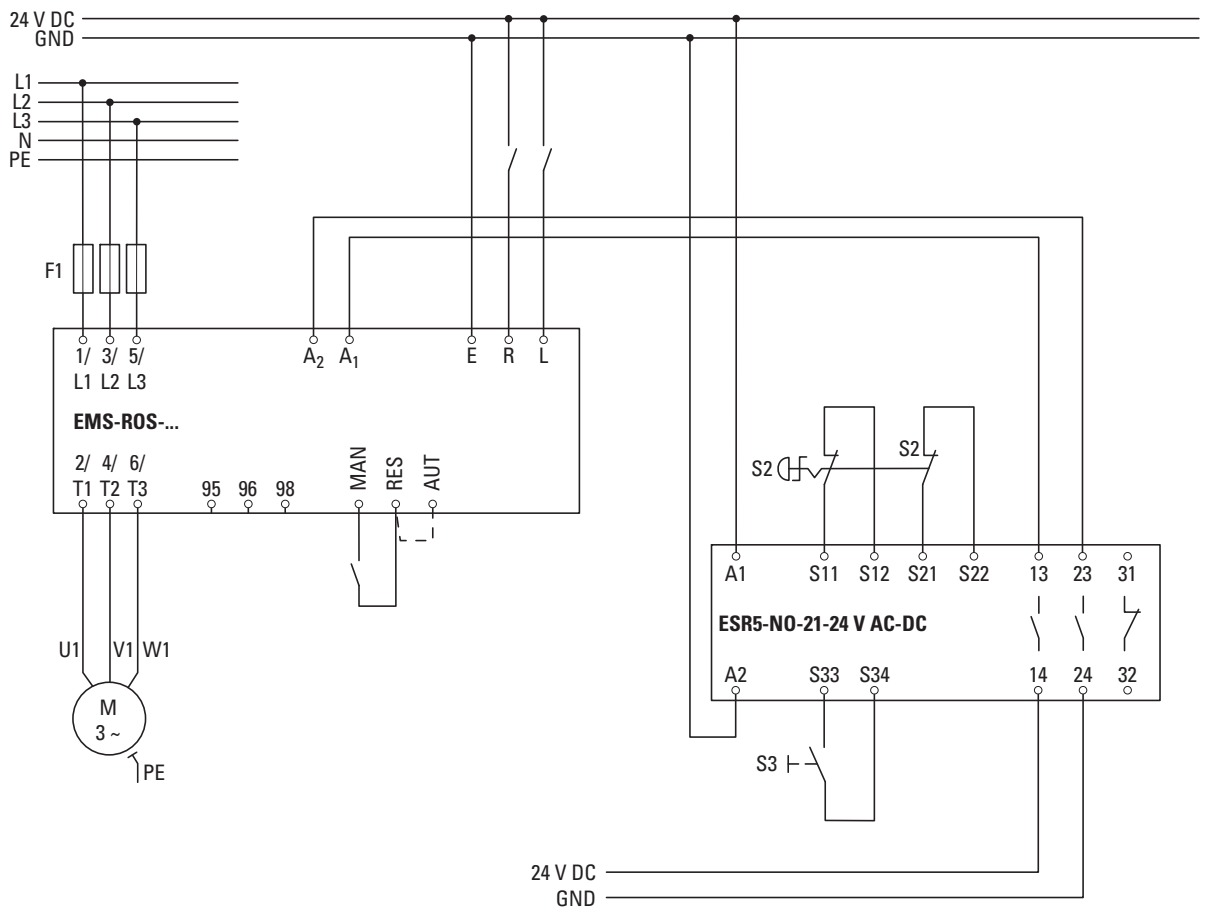 24 V DC
GND
L1
L2
L3
N
PE
F1
1/ 3/ 5/
L1 L2 L3
A2 A1 E R L
EMS-ROS-...
2/ 4/ 6/
T1 T2 T3
95 96 98
MAN RES AUT
S2 S2
A1 S11 S12 S21 S22 13 23 31
ESR5-NO-21-24 V AC-DC
A2 S33 S34 14 24 32
U1 V1 W1
M
3 ~
PE
S3
24 V DC
GND